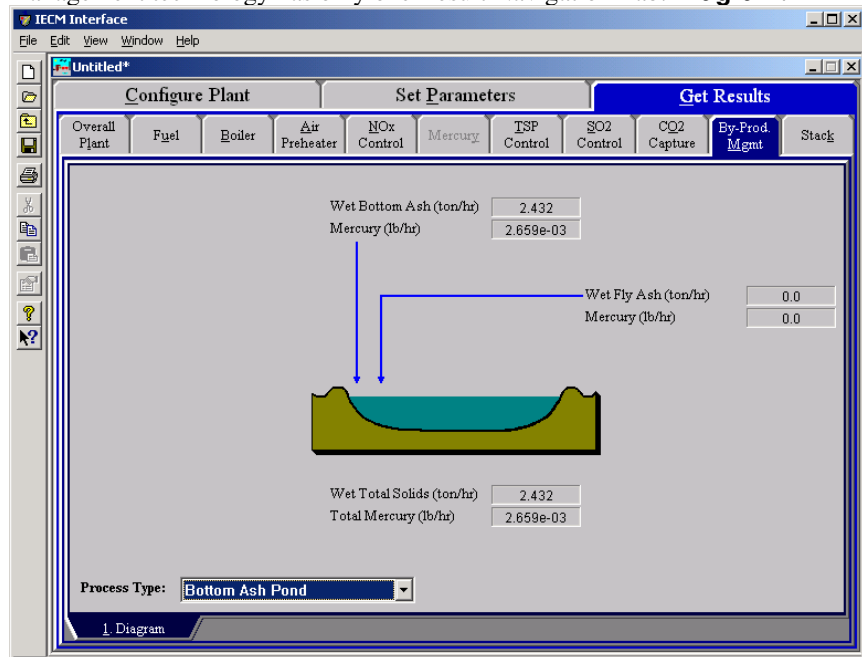 IECM Interface
File Edit View Window Help
Untitled*
Configure Plant Set Parameters Get Results
Overall Plant Fuel Boiler Air Preheater NOx Control Mercury TSP Control SO2 Control CO2 Capture By-Prod. Mgmt Stack
Wet Bottom Ash (ton/hr) 2.432
Mercury (lb/hr) 2.659e-03
Wet Fly Ash (ton/hr) 0.0
Mercury (lb/hr) 0.0
Wet Total Solids (ton/hr) 2.432
Total Mercury (lb/hr) 2.659e-03
Process Type: Bottom Ash Pond
1. Diagram